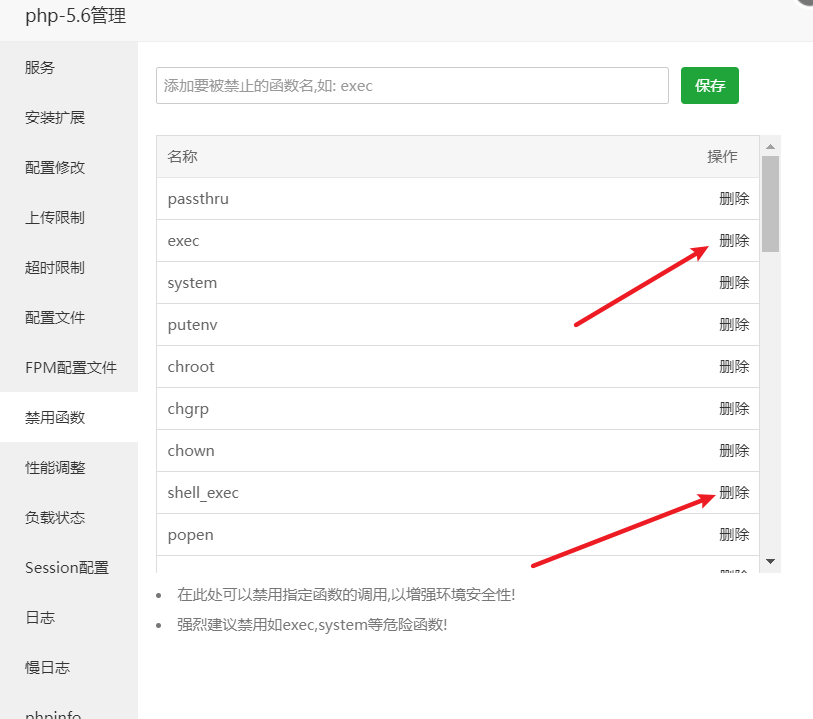 php-5.6管理
服务
安装扩展
配置修改
上传限制
超时限制
配置文件
FPM配置文件
禁用函数
性能调整
负载状态
Session配置
日志
慢日志
phpinfo
添加要被禁止的函数名,如: exec
保存
名称 操作
passthru 删除
exec 删除
system 删除
putenv 删除
chroot 删除
chgrp 删除
chown 删除
shell_exec 删除
popen 删除
删除
在此处可以禁用指定函数的调用,以增强环境安全性!
强烈建议禁用如exec,system等危险函数!